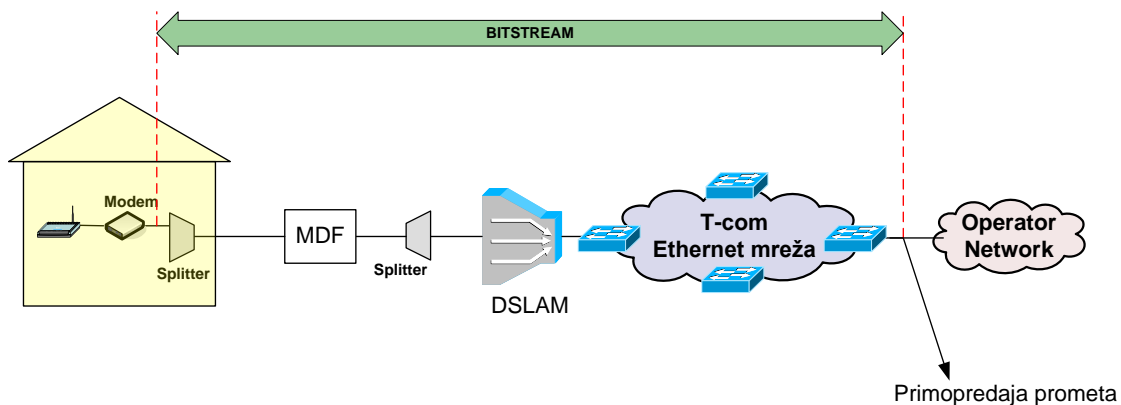 BITSTREAM
Modem
Splitter
MDF
Splitter
DSLAM
T-com
Ethernet mreža
Operator
Network
Primopredaja prometa